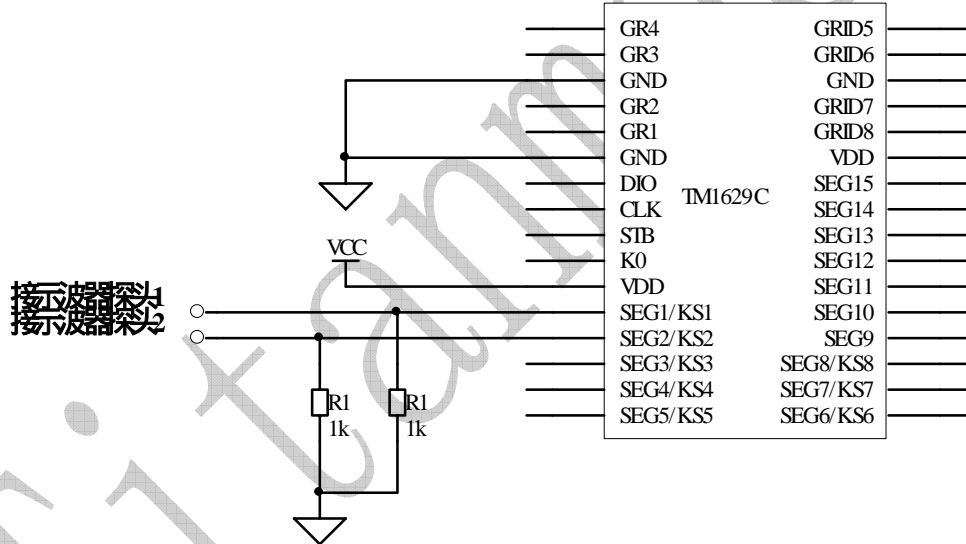 GR4
GR3
GND
GR2
GR1
GND
DIO
CLK
STB
K0
VDD
SEG1/KS1
SEG2/KS2
SEG3/KS3
SEG4/KS4
SEG5/KS5
TM1629C
GRID5
GRID6
GND
GRID7
GRID8
VDD
SEG15
SEG14
SEG13
SEG12
SEG11
SEG10
SEG9
SEG8/KS8
SEG7/KS7
SEG6/KS6
VCC
接示波器探头1
接示波器探头2
R1
1k
R1
1k
Titanm